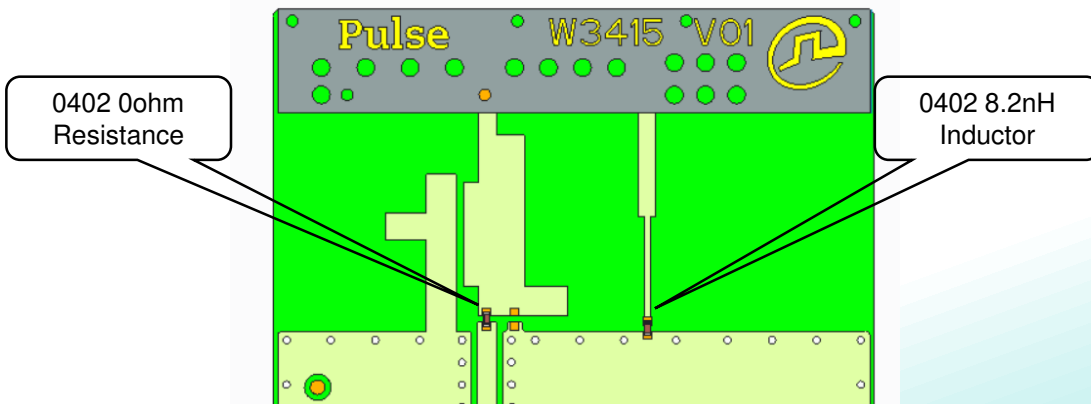 Pulse W3415 V01
0402 0ohm
Resistance
0402 8.2nH
Inductor